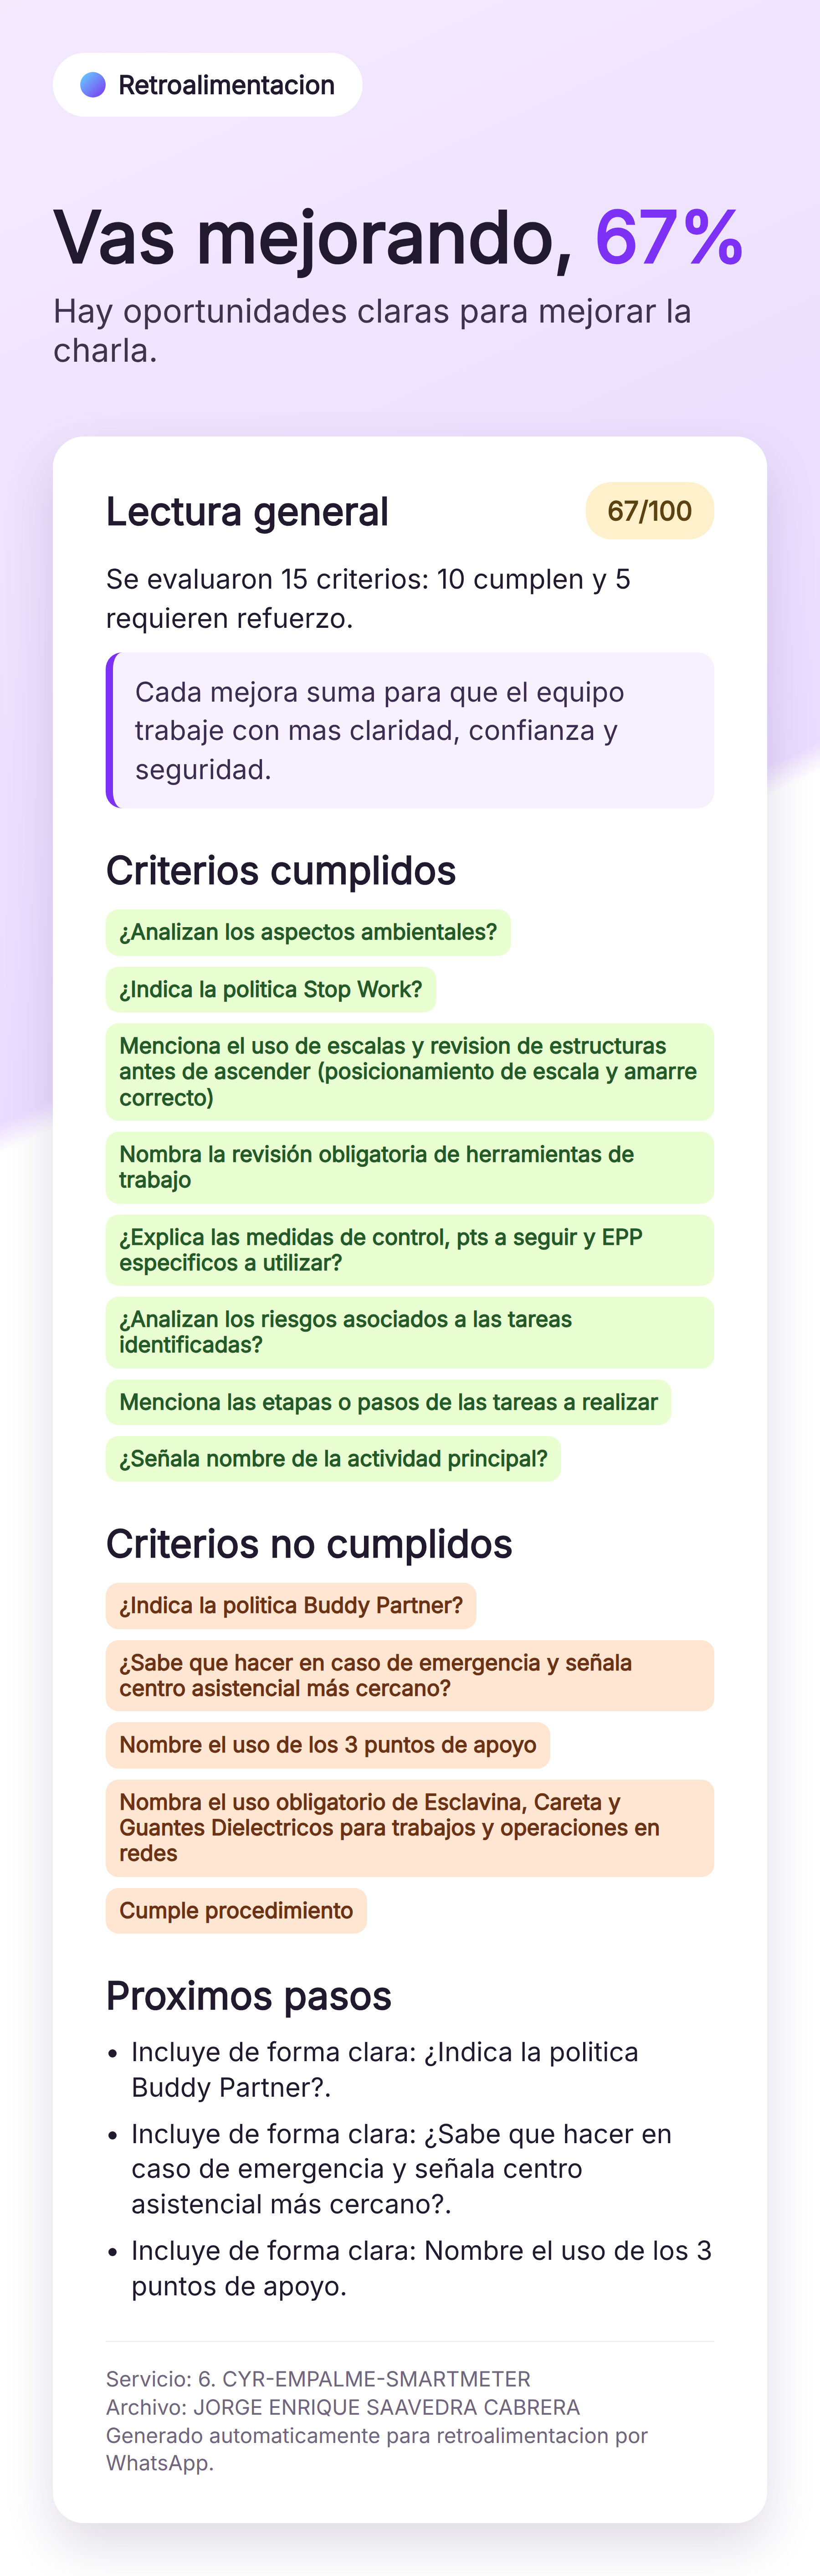 Retroalimentacion
Vas mejorando, 67%
Hay oportunidades claras para mejorar la
charla.
Lectura general
67/100
Se evaluaron 15 criterios: 10 cumplen y 5
requieren refuerzo.
Cada mejora suma para que el equipo
trabaje con mas claridad, confianza y
seguridad.
Criterios cumplidos
¿Analizan los aspectos ambientales?
¿Indica la politica Stop Work?
Menciona el uso de escalas y revision de estructuras
antes de ascender (posicionamiento de escala y amarre
correcto)
Nombra la revisión obligatoria de herramientas de
trabajo
¿Explica las medidas de control, pts a seguir y EPP
especificos a utilizar?
¿Analizan los riesgos asociados a las tareas
identificadas?
Menciona las etapas o pasos de las tareas a realizar
¿Señala nombre de la actividad principal?
Criterios no cumplidos
¿Indica la politica Buddy Partner?
¿Sabe que hacer en caso de emergencia y señala
centro asistencial más cercano?
Nombre el uso de los 3 puntos de apoyo
Nombra el uso obligatorio de Esclavina, Careta y
Guantes Dielectricos para trabajos y operaciones en
redes
Cumple procedimiento
Proximos pasos
• Incluye de forma clara: ¿Indica la politica
Buddy Partner?.
• Incluye de forma clara: ¿Sabe que hacer en
caso de emergencia y señala centro
asistencial más cercano?.
• Incluye de forma clara: Nombre el uso de los 3
puntos de apoyo.
Servicio: 6. CYR-EMPALME-SMARTMETER
Archivo: JORGE ENRIQUE SAAVEDRA CABRERA
Generado automaticamente para retroalimentacion por
WhatsApp.